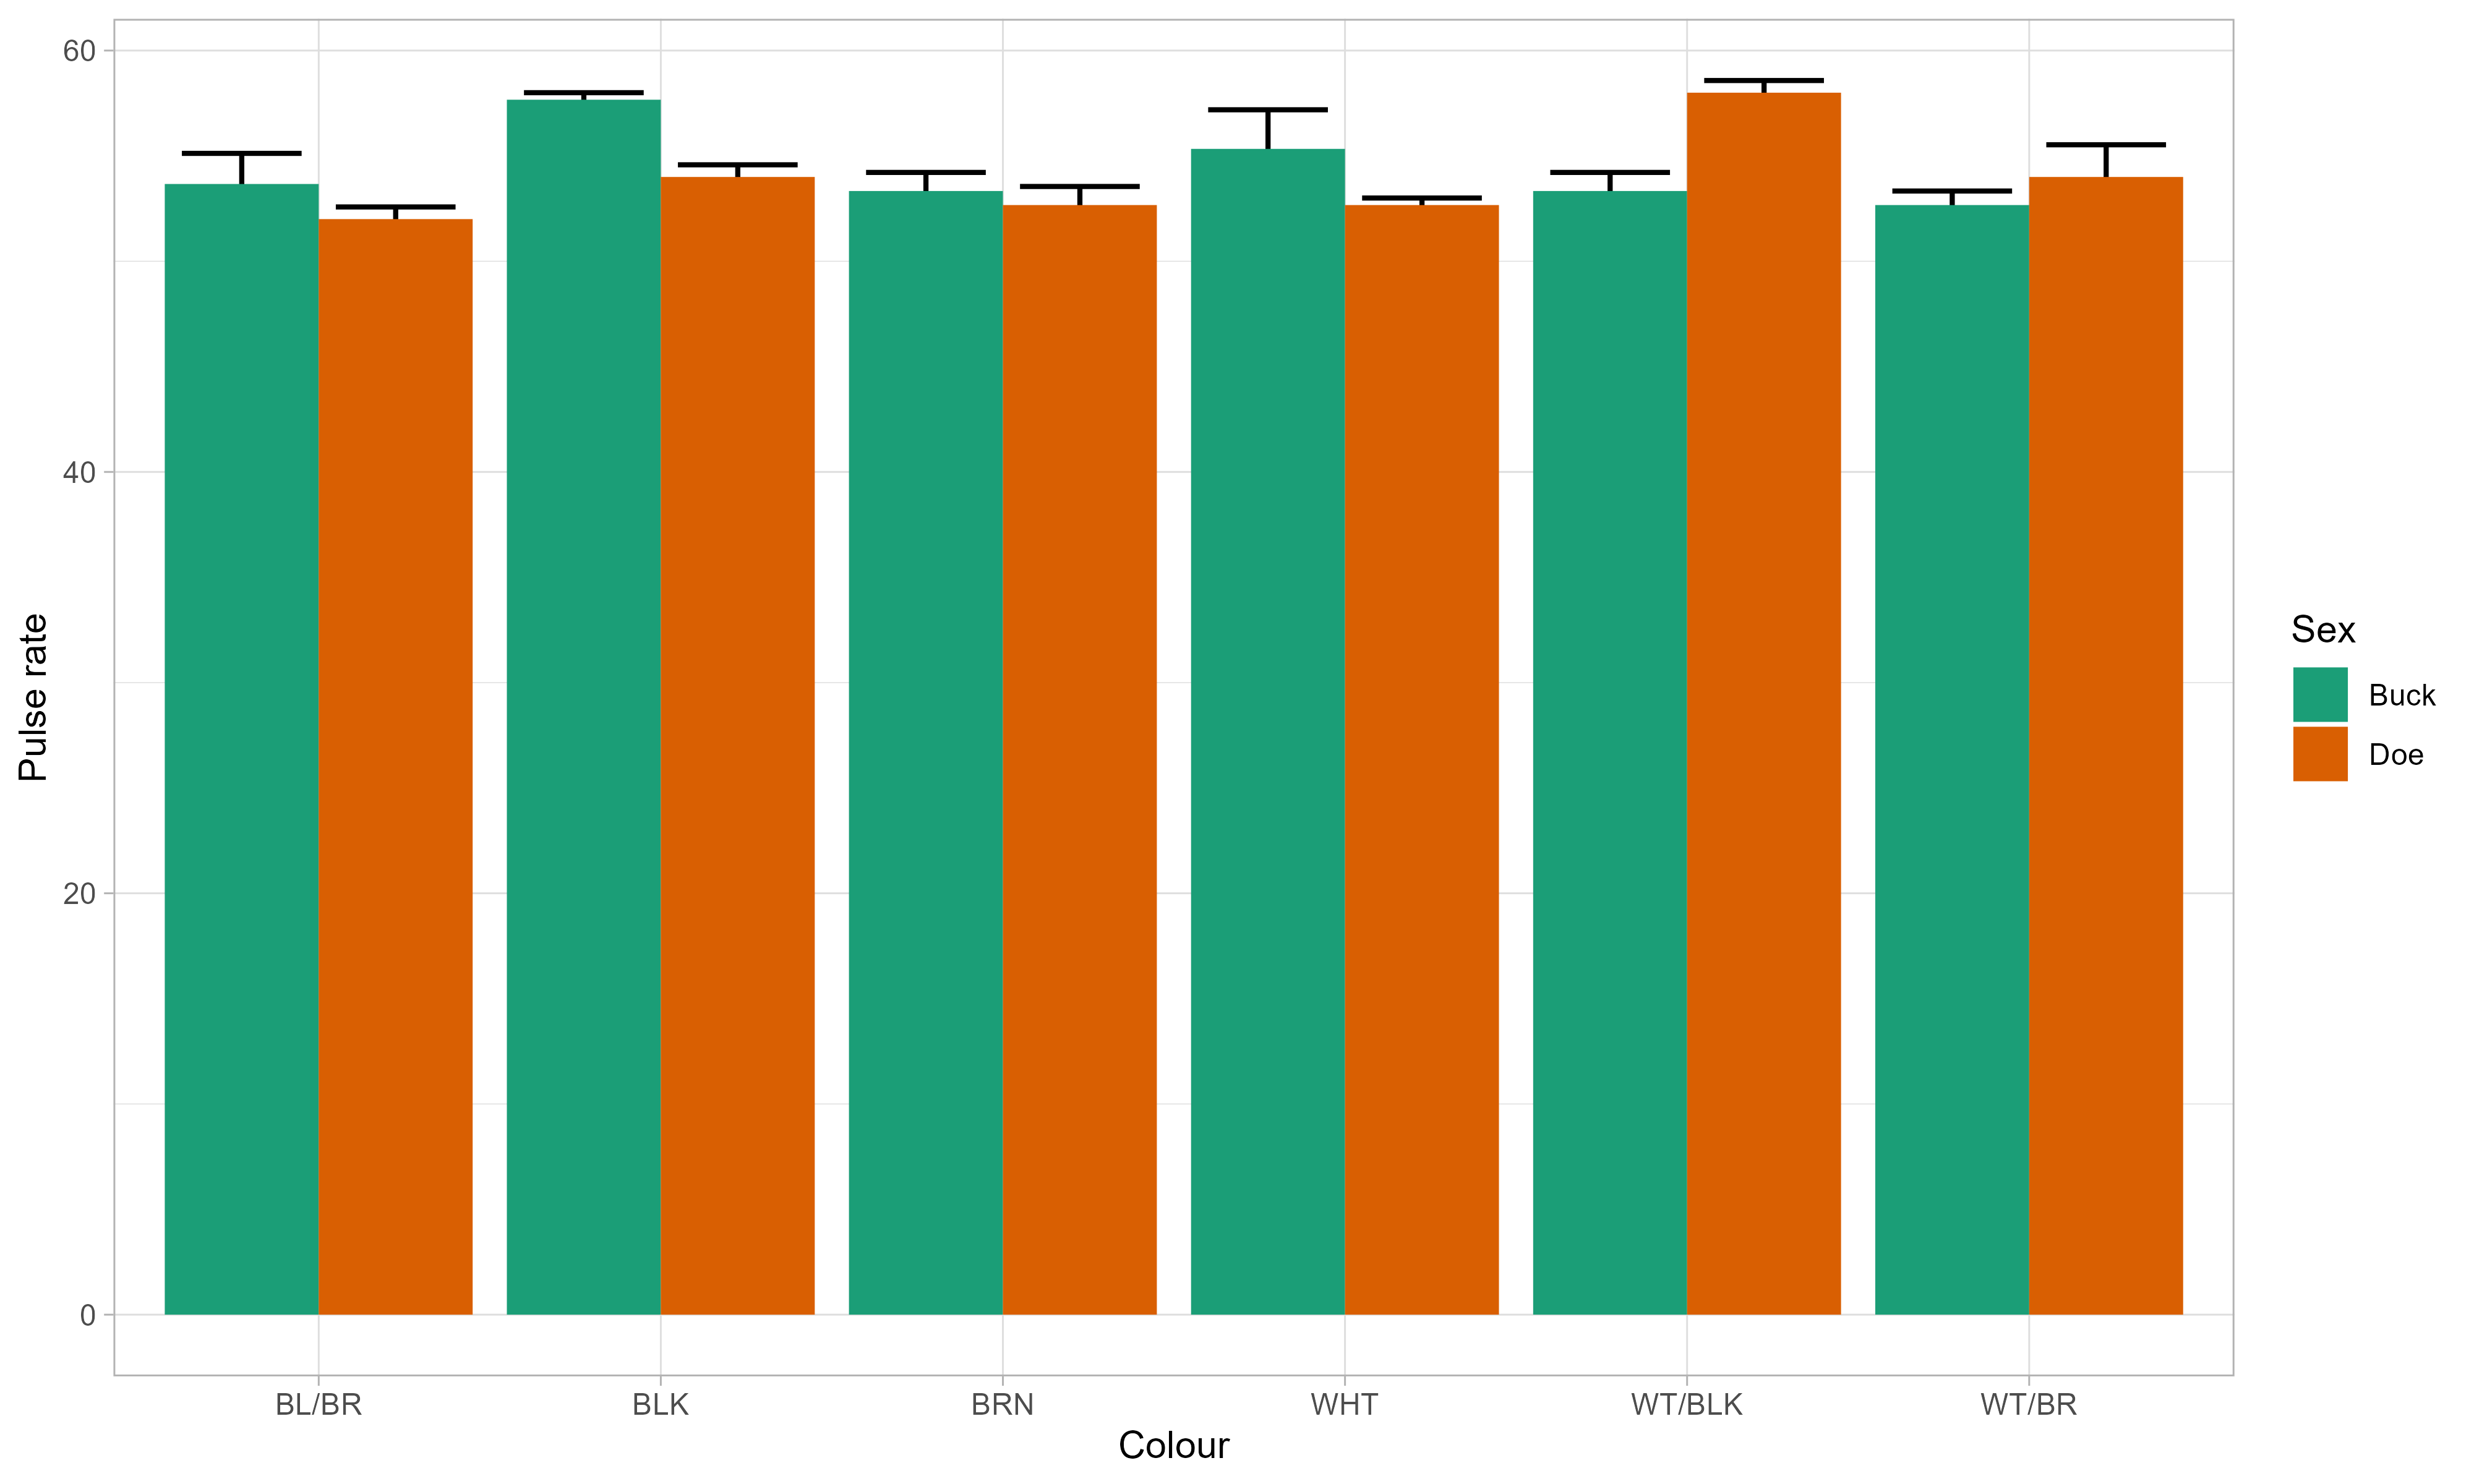 60
40
20
0
Pulse rate
BL/BR BLK BRN WHT WT/BLK WT/BR
Colour
Sex
Buck
Doe